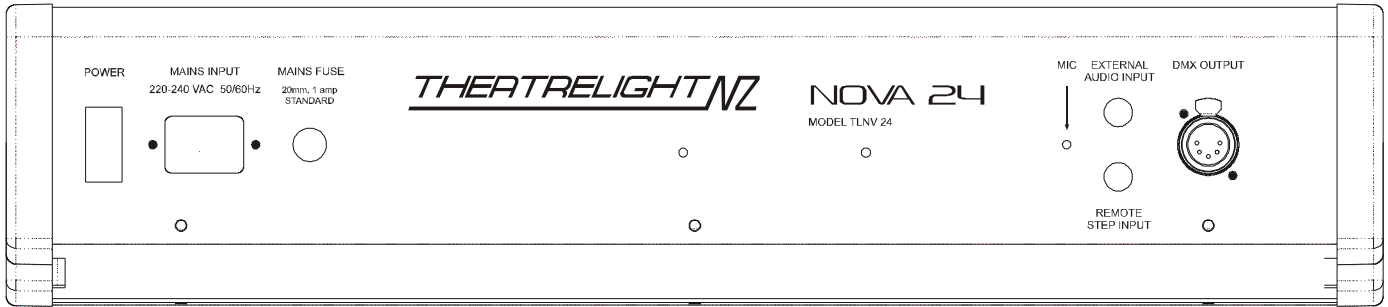 POWER
MAINS INPUT
220-240 VAC 50/60Hz
MAINS FUSE
20mm, 1 amp
STANDARD
THEATRELIGHT NZ
NOVA 24
MODEL TLNV 24
MIC
EXTERNAL
AUDIO INPUT
REMOTE
STEP INPUT
DMX OUTPUT